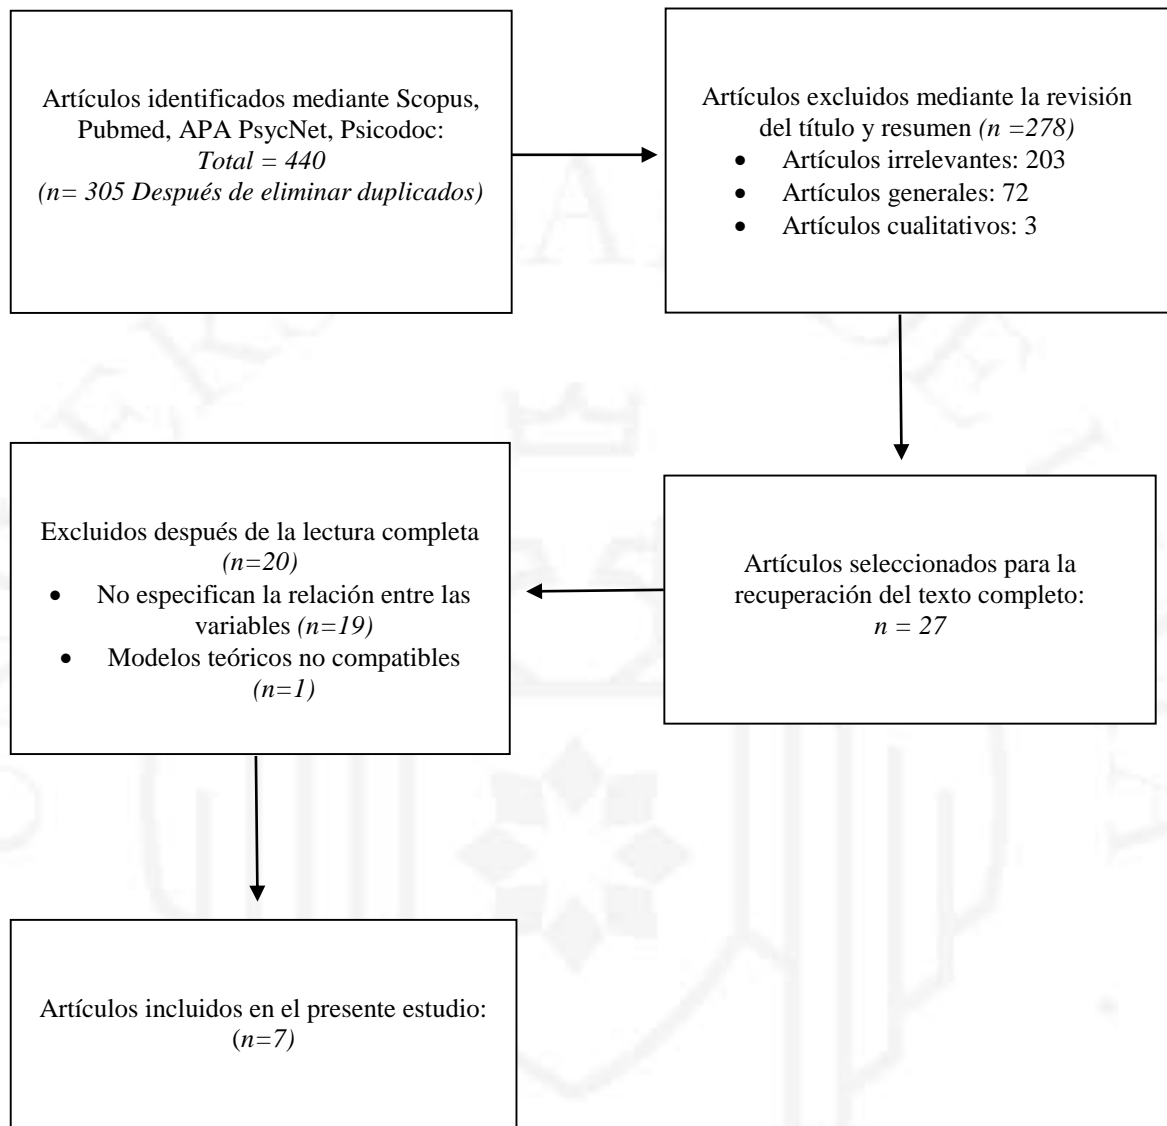 Artículos identificados mediante Scopus,
Pubmed, APA PsycNet, Psicodoc:
Total = 440
(n= 305 Después de eliminar duplicados)
Artículos excluidos mediante la revisión
del título y resumen (n =278)
• Artículos irrelevantes: 203
• Artículos generales: 72
• Artículos cualitativos: 3
Artículos seleccionados para la
recuperación del texto completo:
n = 27
Excluidos después de la lectura completa
(n=20)
• No especifican la relación entre las
variables (n=19)
• Modelos teóricos no compatibles
(n=1)
Artículos incluidos en el presente estudio:
(n=7)